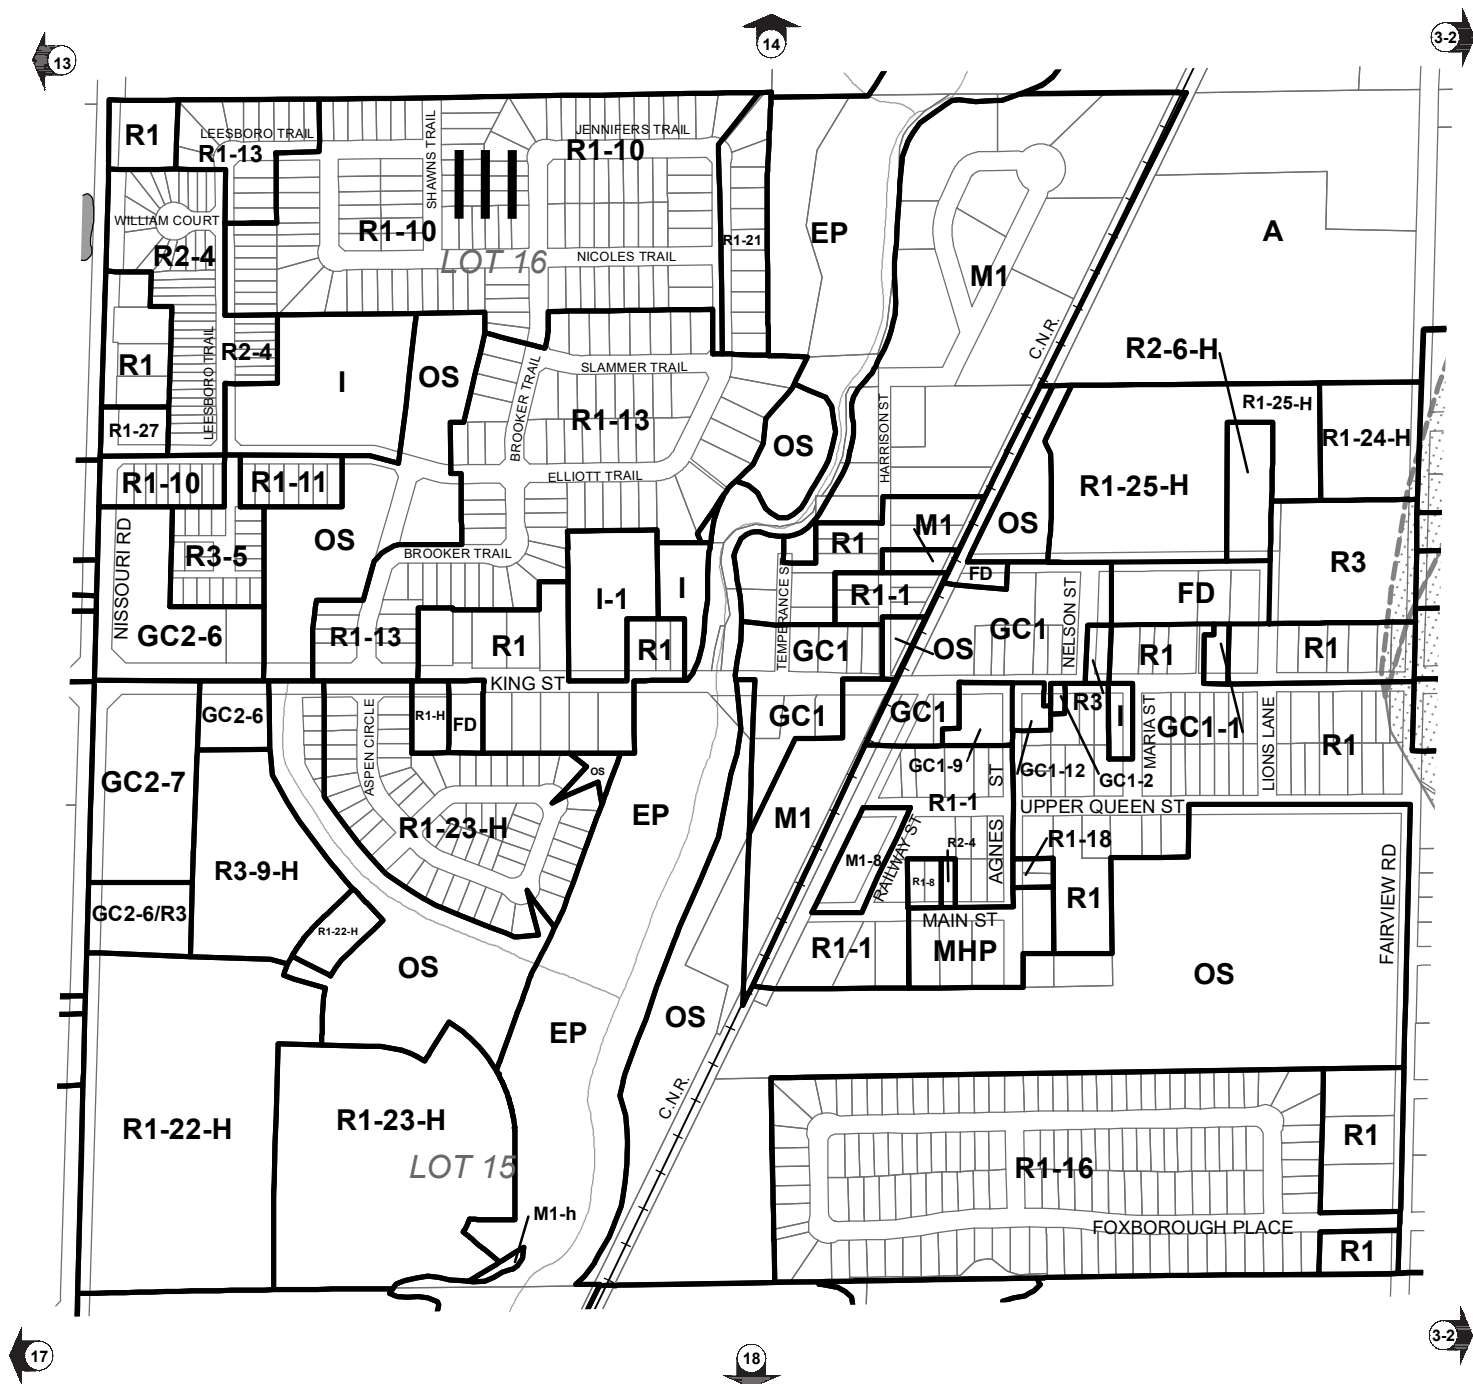 14
3-2
13
R1
LEESBORO TRAIL
R1-13
SHAWNS TRAIL
JENNIFERS TRAIL
R1-10
WILLIAM COURT
R2-4
R1-10
LOT 16
NICOLES TRAIL
R1-21
EP
M1
A
C.N.R.
R1
LEESBORO TRAIL
R2-4
I
OS
BROOKER TRAIL
SLAMMER TRAIL
R1-13
R2-6-H
R1-25-H
R1-24-H
R1-27
OS
HARRISON ST
ELLIOTT TRAIL
R1-10
R1-11
R1-25-H
NISSOURI RD
R3-5
OS
BROOKER TRAIL
R1
M1
OS
R3
TEMPERANCE ST
FD
FD
I-1
I
R1-1
GC2-6
R1-13
R1
R1
GC1
OS
GC1
NELSON ST
R1
R1
KING ST
GC2-6
ASPEN CIRCLE
R1-H
FD
GC1
GC1
R3
I
MARIA ST
GC1-1
LIONS LANE
R1
GC2-7
OS
GC1-9
GC1-12
GC1-2
ST
R1-1
UPPER QUEEN ST
R1-23-H
EP
M1
RAILWAY ST
M1-8
R2-4
AGNES
R1-18
R3-9-H
R1-8
R1
FAIRVIEW RD
GC2-6/R3
R1-22-H
MAIN ST
R1-1
MHP
OS
OS
EP
OS
C.N.R.
R1-22-H
R1-23-H
LOT 15
R1-16
R1
M1-h
FOXBOROUGH PLACE
R1
17
18
3-2